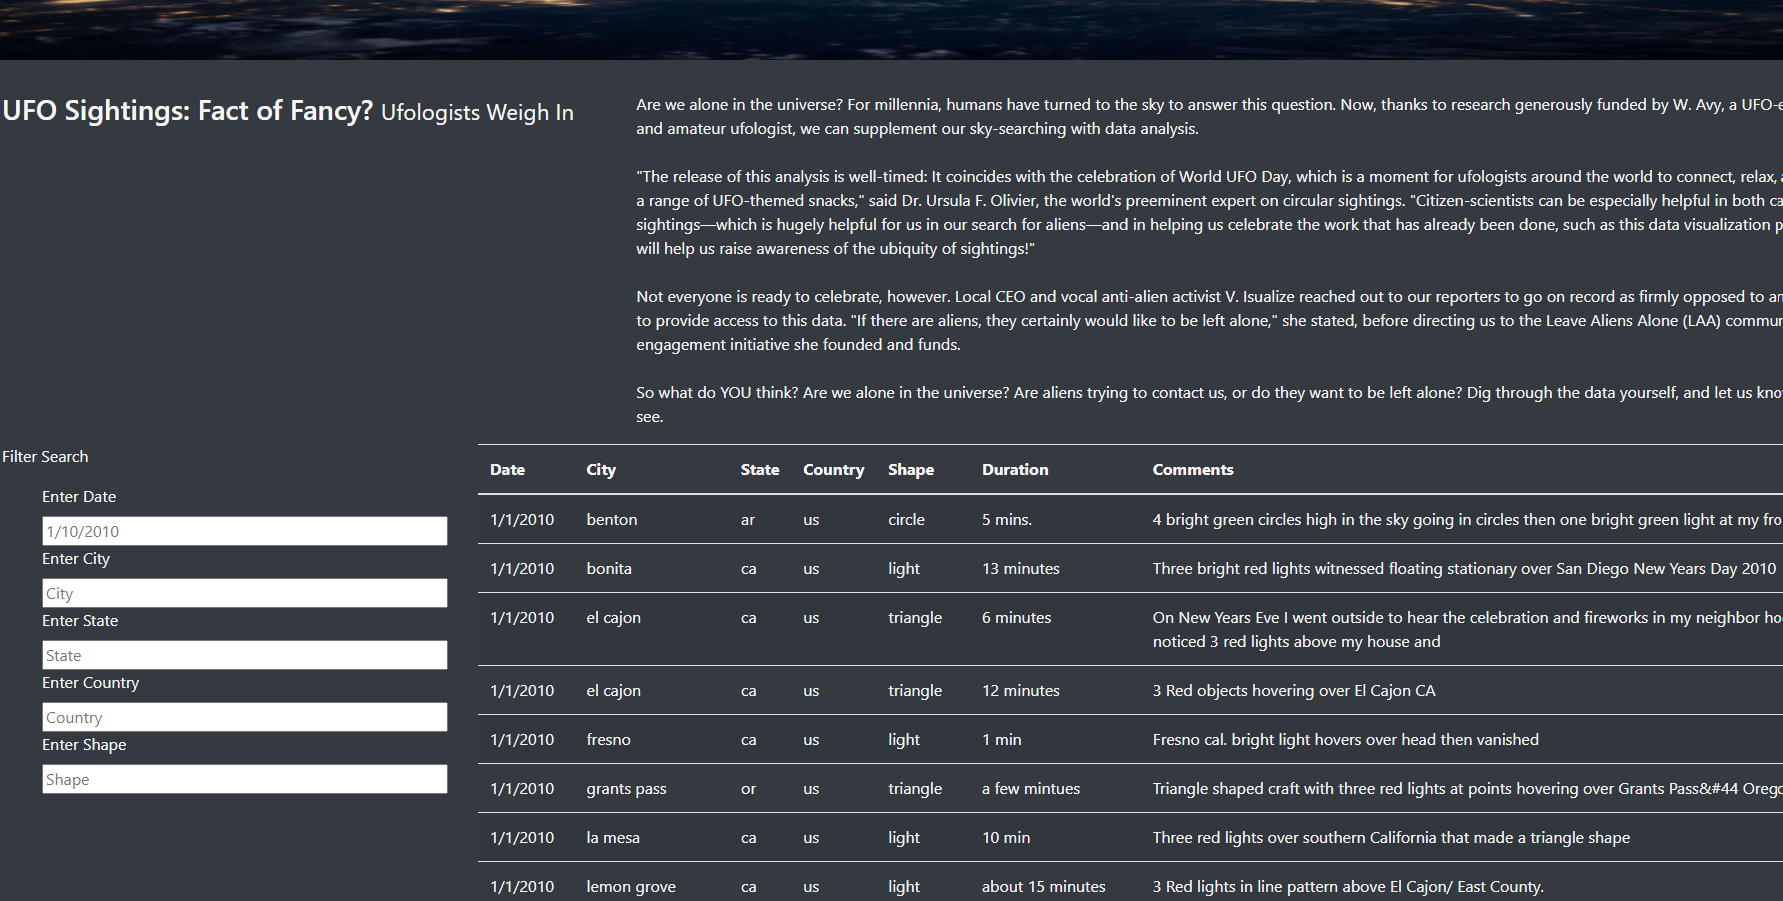 UFO Sightings: Fact of Fancy? Ufologists Weigh In
Are we alone in the universe? For millennia, humans have turned to the sky to answer this question. Now, thanks to research generously funded by W. Avy, a
and amateur ufologist, we can supplement our sky-searching with data analysis.
"The release of this analysis is well-timed: It coincides with the celebration of World UFO Day, which is a moment for ufologists around the world to connect, relax,
a range of UFO-themed snacks," said Dr. Ursula F. Olivier, the world's preeminent expert on circular sightings. "Citizen-scientists can be especially helpful in both
sightings—which is hugely helpful for us in our search for aliens—and in helping us celebrate the work that has already been done, such as this data visualization
will help us raise awareness of the ubiquity of sightings!"
Not everyone is ready to celebrate, however. Local CEO and vocal anti-alien activist V. Isualize reached out to our reporters to go on record as firmly opposed to
to provide access to this data. "If there are aliens, they certainly would like to be left alone," she stated, before directing us to the Leave Aliens Alone (LAA)
engagement initiative she founded and funds.
So what do YOU think? Are we alone in the universe? Are aliens trying to contact us, or do they want to be left alone? Dig through the data yourself, and let us
see.
Filter Search
Enter Date
1/10/2010
Enter City
City
Enter State
State
Enter Country
Country
Enter Shape
Shape
Date City State Country Shape Duration Comments
1/1/2010 benton ar us circle 5 mins. 4 bright green circles high in the sky going in circles then one bright green light at my
1/1/2010 bonita ca us light 13 minutes Three bright red lights witnessed floating stationary over San Diego New Years Day 2010
1/1/2010 el cajon ca us triangle 6 minutes On New Years Eve I went outside to hear the celebration and fireworks in my neighbor
noticed 3 red lights above my house and
1/1/2010 el cajon ca us triangle 12 minutes 3 Red objects hovering over El Cajon CA
1/1/2010 fresno ca us light 1 min Fresno cal. bright light hovers over head then vanished
1/1/2010 grants pass or us triangle a few mintues Triangle shaped craft with three red lights at points hovering over Grants Pass&#44
1/1/2010 la mesa ca us light 10 min Three red lights over southern California that made a triangle shape
1/1/2010 lemon grove ca us light about 15 minutes 3 Red lights in line pattern above El Cajon/ East County.